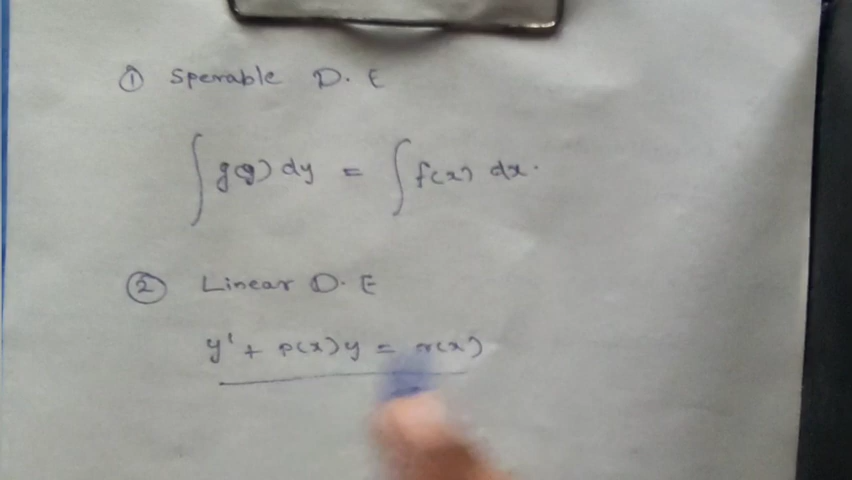 ① Sperable D.E
∫ g(y) dy = ∫ f(x) dx.
② Linear D.E
y' + p(x)y = r(x)